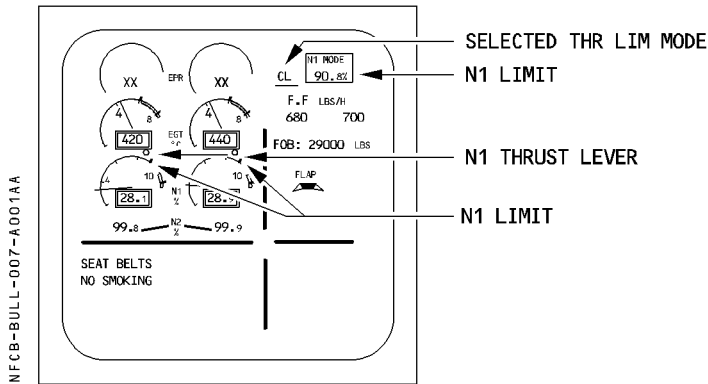 SELECTED THR LIM MODE
N1 MODE
CL 90.8%
N1 LIMIT
XX EPR XX
F.F LBS/H
680 700
4 8 4 8
420 EGT °C 440
FOB: 29000 LBS
N1 THRUST LEVER
4 10 10
FLAP
28.1 N1 %
N1 LIMIT
99.8 N2 % 99.9
SEAT BELTS
NO SMOKING
NFCB-BULL-007-A001AA